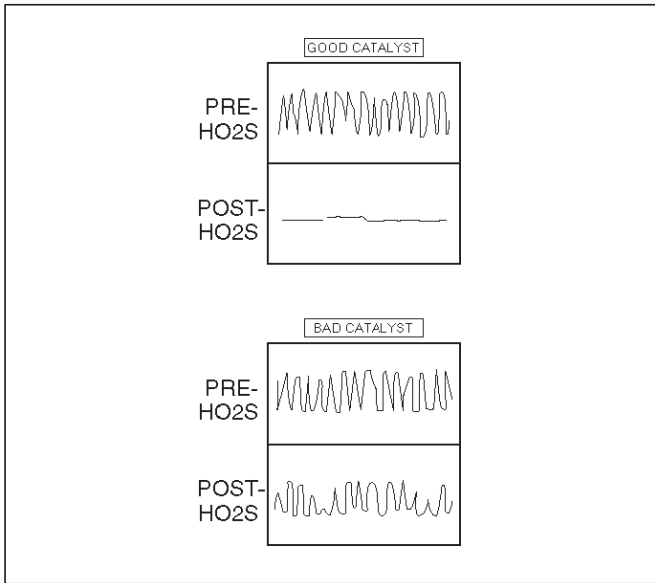 GOOD CATALYST
PRE-
HO2S
POST-
HO2S
BAD CATALYST
PRE-
HO2S
POST-
HO2S